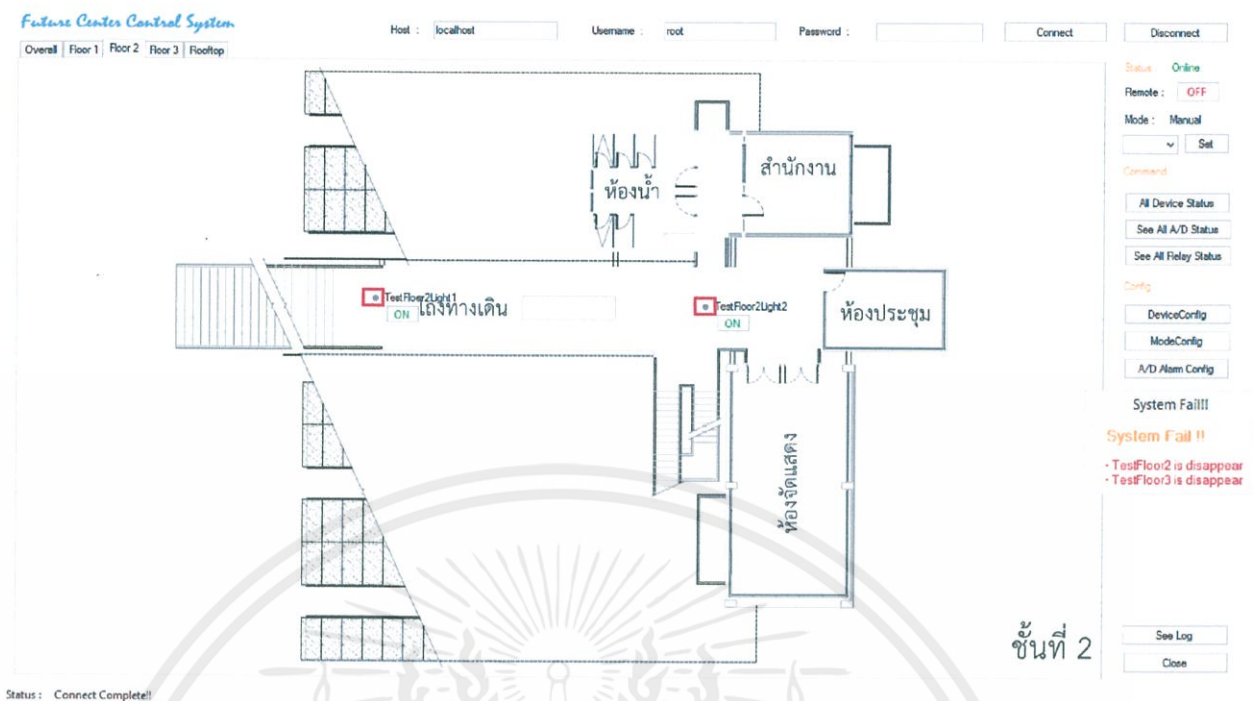 Future Center Control System
Host : localhost Username : root Password : Connect Disconnect
Overall Floor 1 Floor 2 Floor 3 Rooftop
Status : Online
Remote : OFF
Mode : Manual
Set
Command
All Device Status
See All A/D Status
See All Relay Status
Config
DeviceConfig
ModeConfig
A/D Alarm Config
System Fail!!
System Fail !!
- TestFloor2 is disappear
- TestFloor3 is disappear
สำนักงาน
ห้องน้ำ
TestFloor2Light1
ON
โถงทางเดิน
TestFloor2Light2
ON
ห้องประชุม
ห้องจัดแสดง
ชั้นที่ 2
See Log
Close
Status : Connect Complete!!